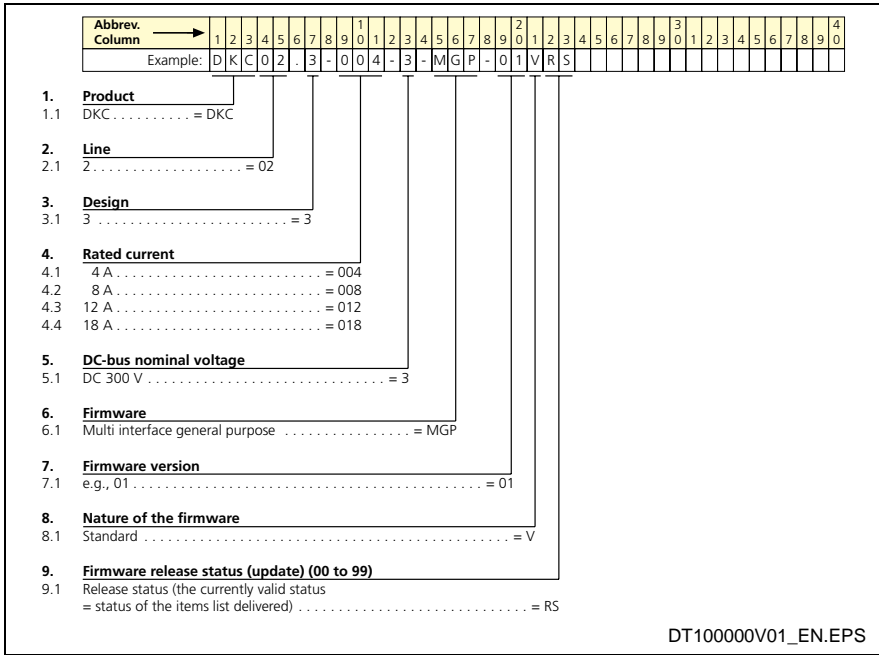 Abbrev.
Column 1 2 3 4 5 6 7 8 9 1 0 1 2 3 4 5 6 7 8 9 2 0 1 2 3 4 5 6 7 8 9 3 0 1 2 3 4 5 6 7 8 9 4 0
Example: D K C 0 2 . 3 - 0 0 4 - 3 - M G P - 0 1 V R S
1. Product
1.1 DKC . . . . . . . . . . = DKC
2. Line
2.1 2 . . . . . . . . . . . . . . . . . . . = 02
3. Design
3.1 3 . . . . . . . . . . . . . . . . . . . . . . . . = 3
4. Rated current
4.1 4 A . . . . . . . . . . . . . . . . . . . . . . . . . . = 004
4.2 8 A . . . . . . . . . . . . . . . . . . . . . . . . . . = 008
4.3 12 A . . . . . . . . . . . . . . . . . . . . . . . . . . = 012
4.4 18 A . . . . . . . . . . . . . . . . . . . . . . . . . . = 018
5. DC-bus nominal voltage
5.1 DC 300 V . . . . . . . . . . . . . . . . . . . . . . . . . . . . . . = 3
6. Firmware
6.1 Multi interface general purpose . . . . . . . . . . . . . . . . = MGP
7. Firmware version
7.1 e.g., 01 . . . . . . . . . . . . . . . . . . . . . . . . . . . . . . . . . . . . . . . . . . . . = 01
8. Nature of the firmware
8.1 Standard . . . . . . . . . . . . . . . . . . . . . . . . . . . . . . . . . . . . . . . . . . . . . . = V
9. Firmware release status (update) (00 to 99)
9.1 Release status (the currently valid status
= status of the items list delivered) . . . . . . . . . . . . . . . . . . . . . . . . . . . . . = RS
DT100000V01_EN.EPS